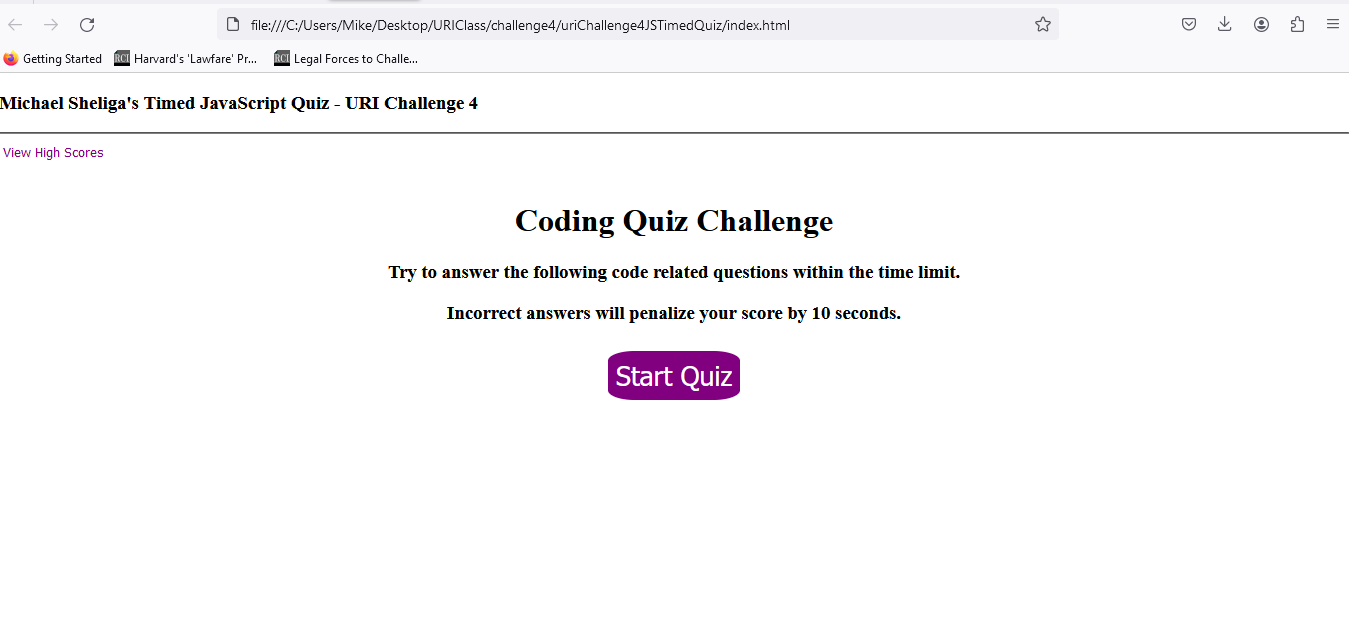 file:///C:/Users/Mike/Desktop/URIClass/challenge4/uriChallenge4JSTimedQuiz/index.html
Getting Started RCI Harvard's 'Lawfare' Pr... RCI Legal Forces to Challe...
Michael Sheliga's Timed JavaScript Quiz - URI Challenge 4
View High Scores
Coding Quiz Challenge
Try to answer the following code related questions within the time limit.
Incorrect answers will penalize your score by 10 seconds.
Start Quiz